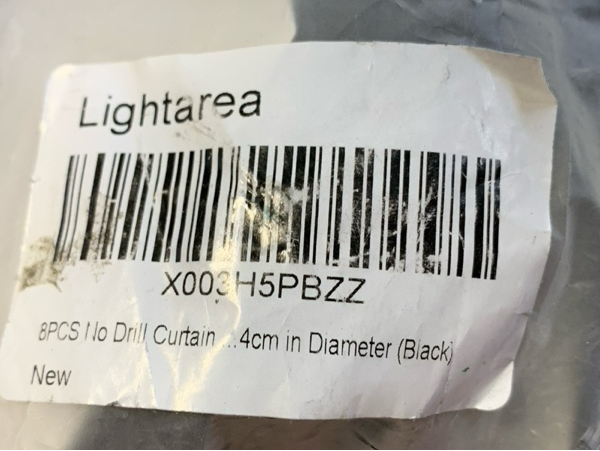 Lightarea
X003H5PBZZ
8PCS No Drill Curtain ...4cm in Diameter (Black)
New